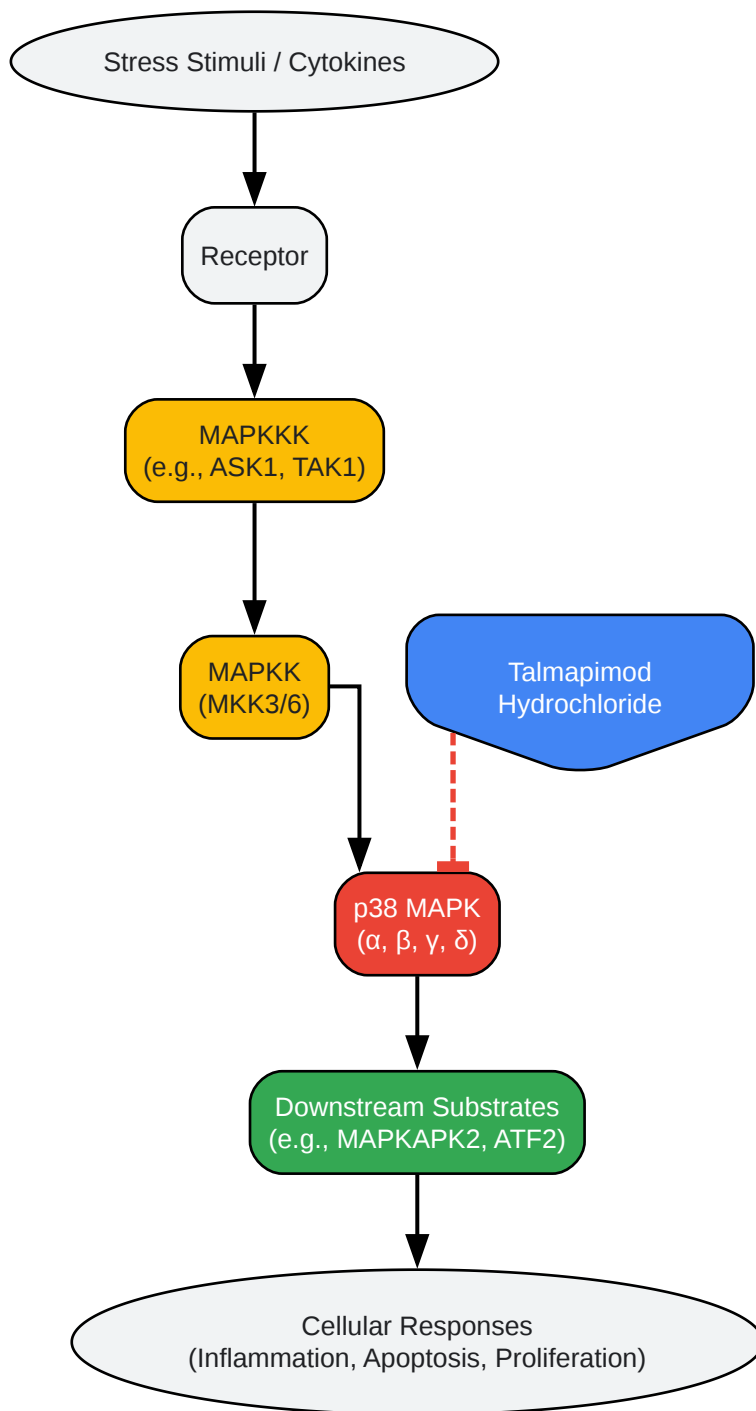 Stress Stimuli / Cytokines
Receptor
MAPKKK
(e.g., ASK1, TAK1)
MAPKK
(MKK3/6)
Talmapimod
Hydrochloride
p38 MAPK
(α, β, γ, δ)
Downstream Substrates
(e.g., MAPKAPK2, ATF2)
Cellular Responses
(Inflammation, Apoptosis, Proliferation)